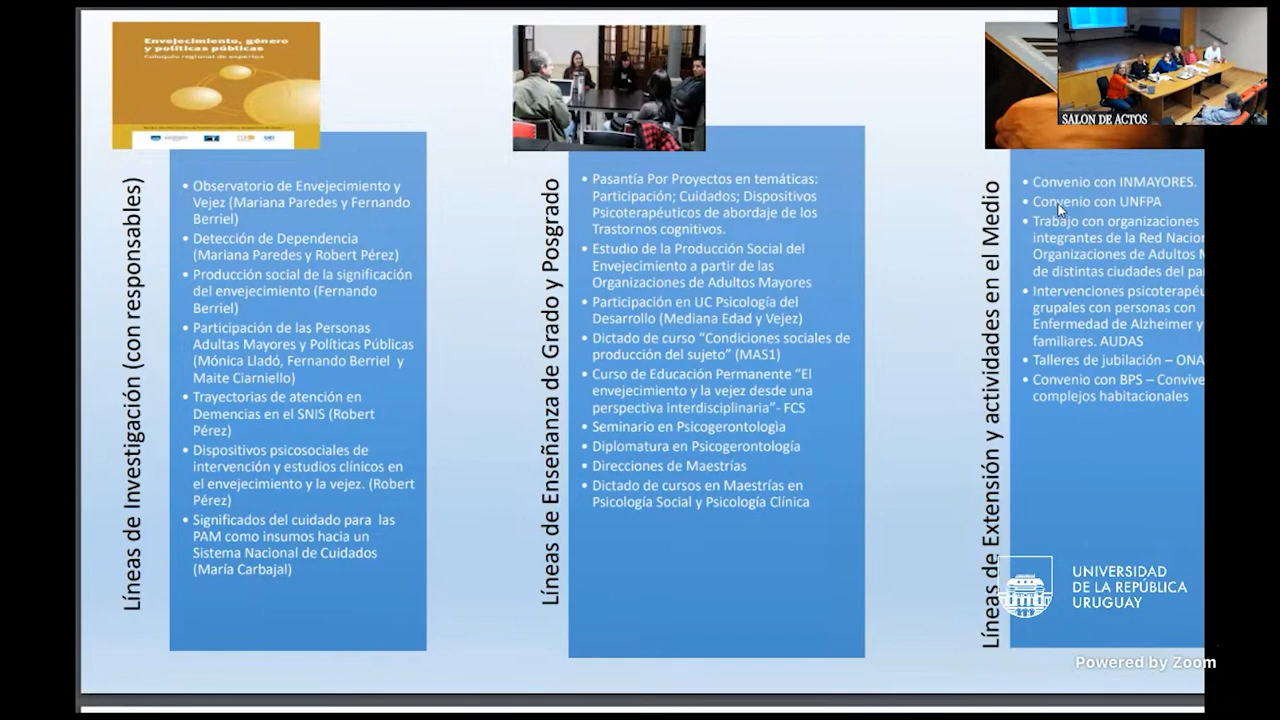 Envejecimiento, género
y políticas públicas
Coloquio regional de expertos
Líneas de Investigación (con responsables)
• Observatorio de Envejecimiento y
Vejez (Mariana Paredes y Fernando
Berriel)
• Detección de Dependencia
(Mariana Paredes y Robert Pérez)
• Producción social de la significación
del envejecimiento (Fernando
Berriel)
• Participación de las Personas
Adultas Mayores y Políticas Públicas
(Mónica Lladó, Fernando Berriel y
Maite Ciarniello)
• Trayectorias de atención en
Demencias en el SNIS (Robert
Pérez)
• Dispositivos psicosociales de
intervención y estudios clínicos en
el envejecimiento y la vejez. (Robert
Pérez)
• Significados del cuidado para las
PAM como insumos hacia un
Sistema Nacional de Cuidados
(María Carbajal)
Líneas de Enseñanza de Grado y Posgrado
• Pasantía Por Proyectos en temáticas:
Participación; Cuidados; Dispositivos
Psicoterapéuticos de abordaje de los
Trastornos cognitivos.
• Estudio de la Producción Social del
Envejecimiento a partir de las
Organizaciones de Adultos Mayores
• Participación en UC Psicología del
Desarrollo (Mediana Edad y Vejez)
• Dictado de curso “Condiciones sociales de
producción del sujeto” (MAS1)
• Curso de Educación Permanente “El
envejecimiento y la vejez desde una
perspectiva interdisciplinaria”- FCS
• Seminario en Psicogerontologìa
• Diplomatura en Psicogerontología
• Direcciones de Maestrías
• Dictado de cursos en Maestrías en
Psicología Social y Psicología Clínica
SALON DE ACTOS
Líneas de Extensión y actividades en el Medio
• Convenio con INMAYORES.
• Convenio con UNFPA
• Trabajo con organizaciones
integrantes de la Red Nacion
Organizaciones de Adultos M
de distintas ciudades del pa
• Intervenciones psicoterapéu
grupales con personas con
Enfermedad de Alzheimer y
familiares. AUDAS
• Talleres de jubilación – ONA
• Convenio con BPS – Convive
complejos habitacionales
UNIVERSIDAD
DE LA REPÚBLICA
URUGUAY
Powered by Zoom